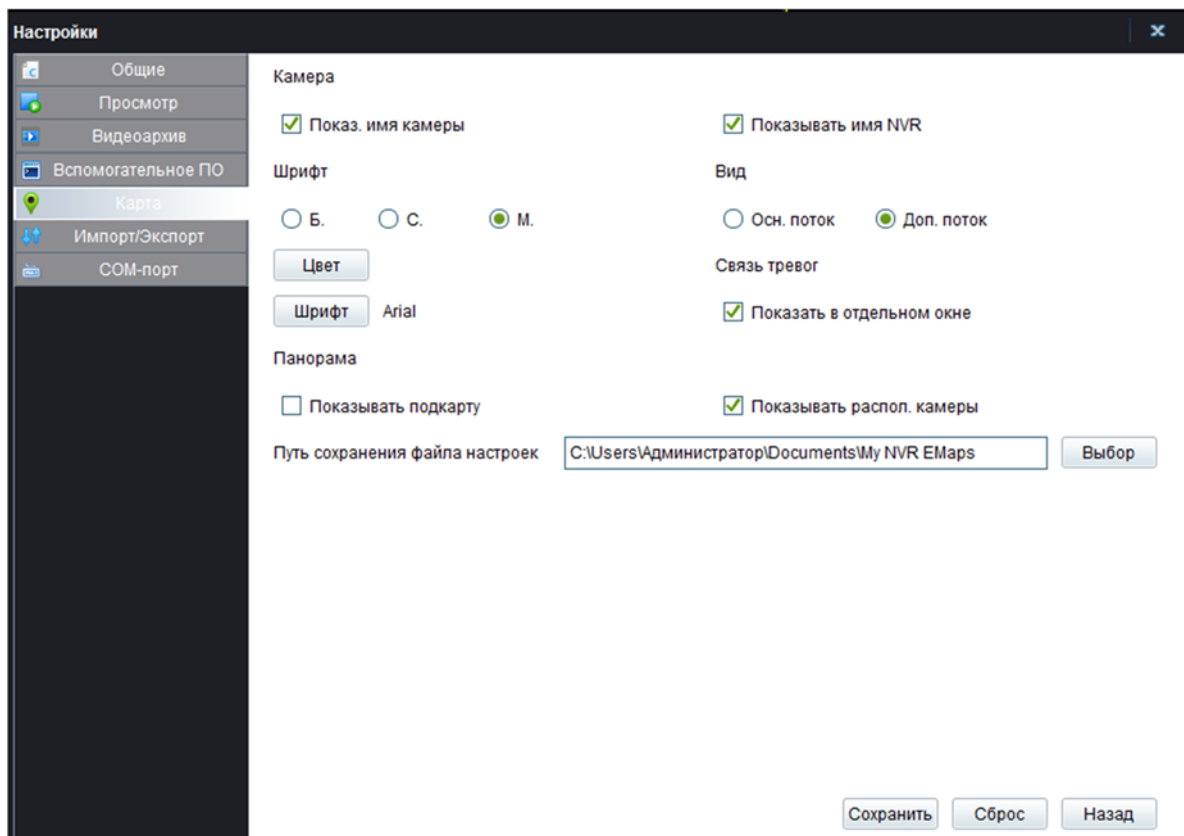 Настройки
Общие
Просмотр
Видеоархив
Вспомогательное ПО
Карта
Импорт/Экспорт
COM-порт
Камера
Показ. имя камеры
Показывать имя NVR
Шрифт
Вид
Б. С. М.
Осн. поток Доп. поток
Цвет
Связь тревог
Шрифт Arial
Показать в отдельном окне
Панорама
Показывать подкарту
Показывать распол. камеры
Путь сохранения файла настроек C:\Users\Администратор\Documents\My NVR EMaps Выбор
Сохранить Сброс Назад